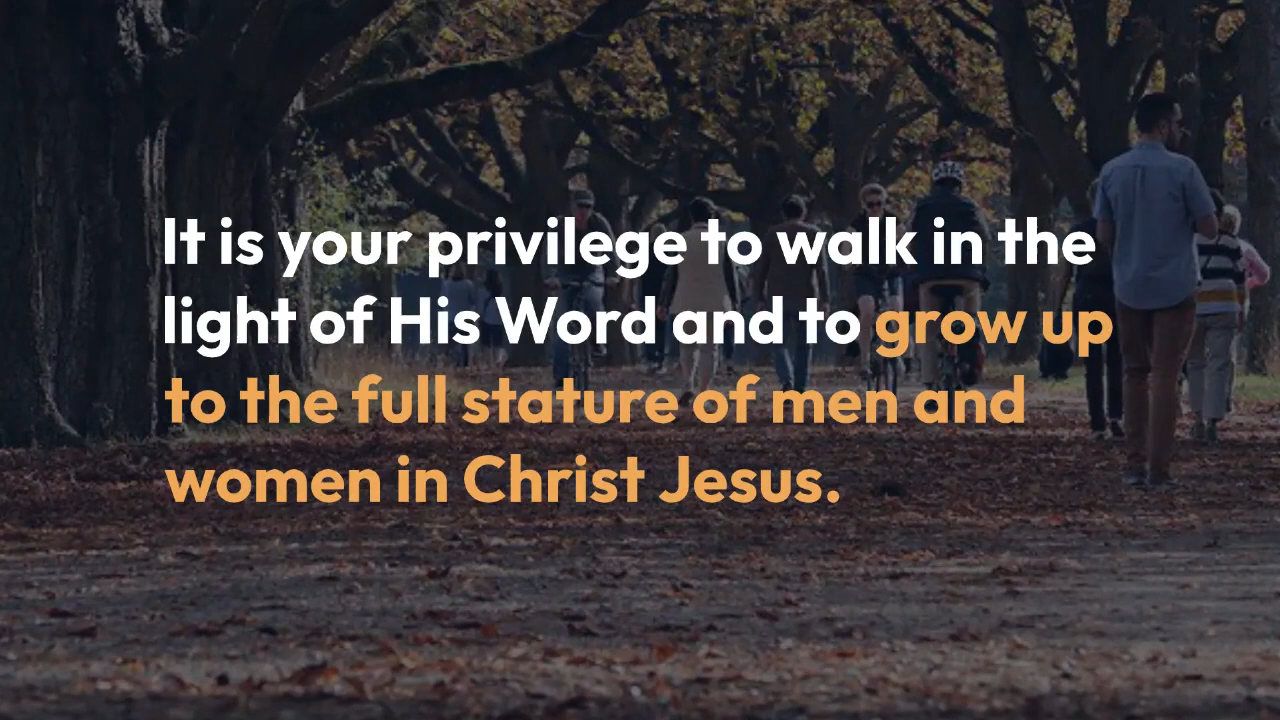 It is your privilege to walk in the
light of His Word and to grow up
to the full stature of men and
women in Christ Jesus.